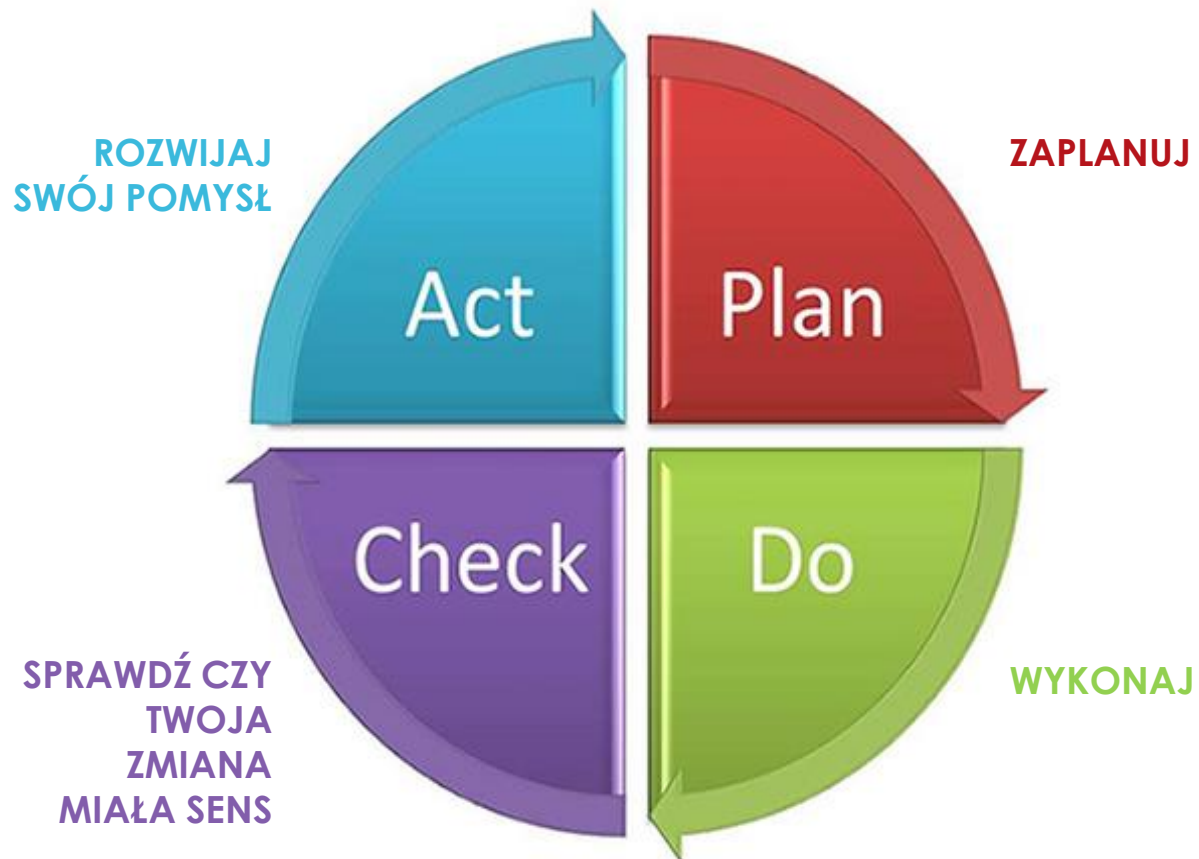 ROZWIJAJ
SWÓJ POMYSŁ
ZAPLANUJ
Act
Plan
Check
Do
SPRAWDŹ CZY
TWOJA
ZMIANA
MIAŁA SENS
WYKONAJ